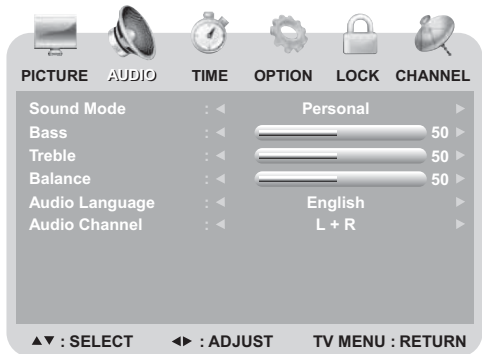 PICTURE AUDIO TIME OPTION LOCK CHANNEL
Sound Mode : ◀ Personal ▶
Bass : ◀ 50 ▶
Treble : ◀ 50 ▶
Balance : ◀ 50 ▶
Audio Language : ◀ English ▶
Audio Channel : ◀ L + R ▶
▲▼ : SELECT ◀▶ : ADJUST TV MENU : RETURN